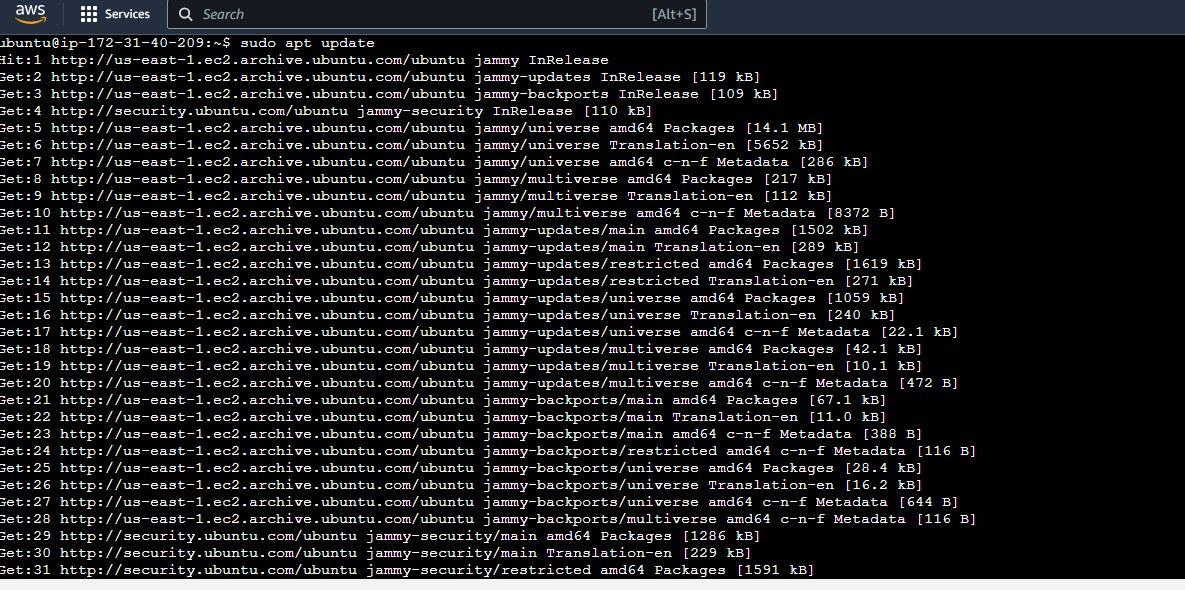 aws
Services
Search
[Alt+S]
ubuntu@ip-172-31-40-209:~$ sudo apt update
Hit:1 http://us-east-1.ec2.archive.ubuntu.com/ubuntu jammy InRelease
Get:2 http://us-east-1.ec2.archive.ubuntu.com/ubuntu jammy-updates InRelease [119 kB]
Get:3 http://us-east-1.ec2.archive.ubuntu.com/ubuntu jammy-backports InRelease [109 kB]
Get:4 http://security.ubuntu.com/ubuntu jammy-security InRelease [110 kB]
Get:5 http://us-east-1.ec2.archive.ubuntu.com/ubuntu jammy/universe amd64 Packages [14.1 MB]
Get:6 http://us-east-1.ec2.archive.ubuntu.com/ubuntu jammy/universe Translation-en [5652 kB]
Get:7 http://us-east-1.ec2.archive.ubuntu.com/ubuntu jammy/universe amd64 c-n-f Metadata [286 kB]
Get:8 http://us-east-1.ec2.archive.ubuntu.com/ubuntu jammy/multiverse amd64 Packages [217 kB]
Get:9 http://us-east-1.ec2.archive.ubuntu.com/ubuntu jammy/multiverse Translation-en [112 kB]
Get:10 http://us-east-1.ec2.archive.ubuntu.com/ubuntu jammy/multiverse amd64 c-n-f Metadata [8372 B]
Get:11 http://us-east-1.ec2.archive.ubuntu.com/ubuntu jammy-updates/main amd64 Packages [1502 kB]
Get:12 http://us-east-1.ec2.archive.ubuntu.com/ubuntu jammy-updates/main Translation-en [289 kB]
Get:13 http://us-east-1.ec2.archive.ubuntu.com/ubuntu jammy-updates/restricted amd64 Packages [1619 kB]
Get:14 http://us-east-1.ec2.archive.ubuntu.com/ubuntu jammy-updates/restricted Translation-en [271 kB]
Get:15 http://us-east-1.ec2.archive.ubuntu.com/ubuntu jammy-updates/universe amd64 Packages [1059 kB]
Get:16 http://us-east-1.ec2.archive.ubuntu.com/ubuntu jammy-updates/universe Translation-en [240 kB]
Get:17 http://us-east-1.ec2.archive.ubuntu.com/ubuntu jammy-updates/universe amd64 c-n-f Metadata [22.1 kB]
Get:18 http://us-east-1.ec2.archive.ubuntu.com/ubuntu jammy-updates/multiverse amd64 Packages [42.1 kB]
Get:19 http://us-east-1.ec2.archive.ubuntu.com/ubuntu jammy-updates/multiverse Translation-en [10.1 kB]
Get:20 http://us-east-1.ec2.archive.ubuntu.com/ubuntu jammy-updates/multiverse amd64 c-n-f Metadata [472 B]
Get:21 http://us-east-1.ec2.archive.ubuntu.com/ubuntu jammy-backports/main amd64 Packages [67.1 kB]
Get:22 http://us-east-1.ec2.archive.ubuntu.com/ubuntu jammy-backports/main Translation-en [11.0 kB]
Get:23 http://us-east-1.ec2.archive.ubuntu.com/ubuntu jammy-backports/main amd64 c-n-f Metadata [388 B]
Get:24 http://us-east-1.ec2.archive.ubuntu.com/ubuntu jammy-backports/restricted amd64 c-n-f Metadata [116 B]
Get:25 http://us-east-1.ec2.archive.ubuntu.com/ubuntu jammy-backports/universe amd64 Packages [28.4 kB]
Get:26 http://us-east-1.ec2.archive.ubuntu.com/ubuntu jammy-backports/universe Translation-en [16.2 kB]
Get:27 http://us-east-1.ec2.archive.ubuntu.com/ubuntu jammy-backports/universe amd64 c-n-f Metadata [644 B]
Get:28 http://us-east-1.ec2.archive.ubuntu.com/ubuntu jammy-backports/multiverse amd64 c-n-f Metadata [116 B]
Get:29 http://security.ubuntu.com/ubuntu jammy-security/main amd64 Packages [1286 kB]
Get:30 http://security.ubuntu.com/ubuntu jammy-security/main Translation-en [229 kB]
Get:31 http://security.ubuntu.com/ubuntu jammy-security/restricted amd64 Packages [1591 kB]